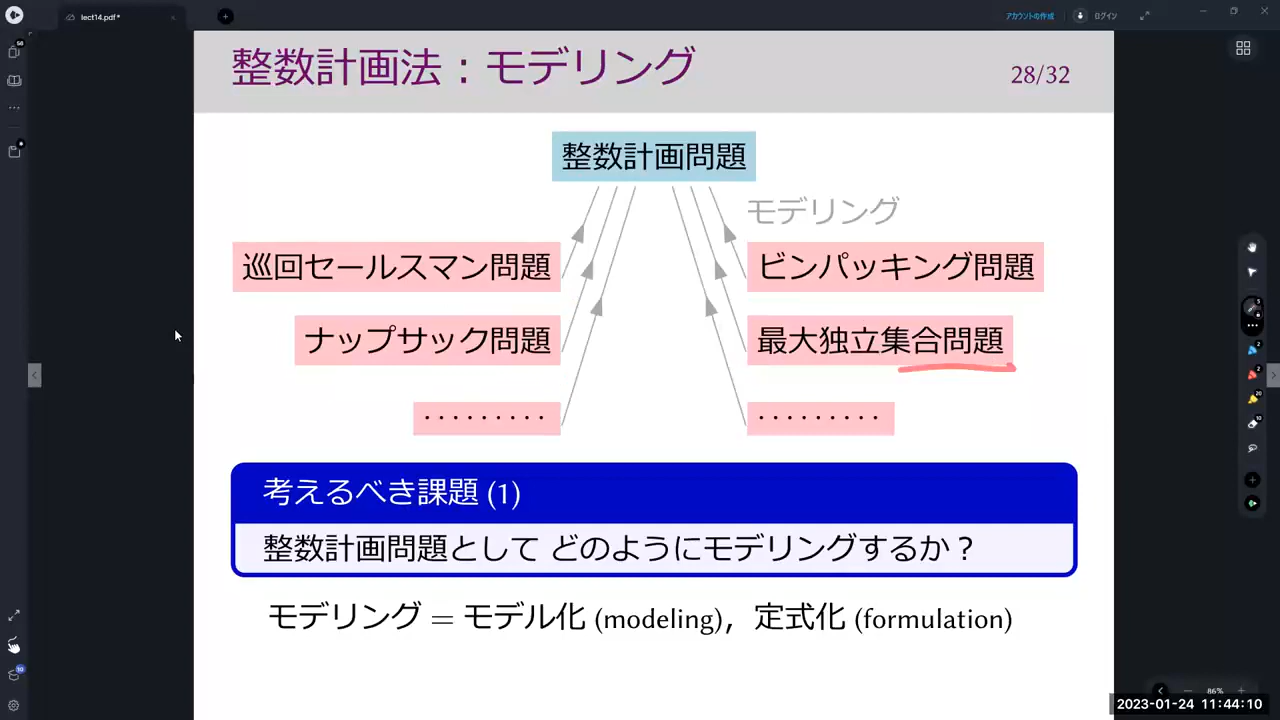 lect14.pdf*
アカウントの作成
ログイン
整数計画法：モデリング
28/32
整数計画問題
モデリング
巡回セールスマン問題
ビンパッキング問題
ナップサック問題
最大独立集合問題
·········
·········
考えるべき課題 (1)
整数計画問題として どのようにモデリングするか？
モデリング = モデル化 (modeling)，定式化 (formulation)
86%
2023-01-24 11:44:10